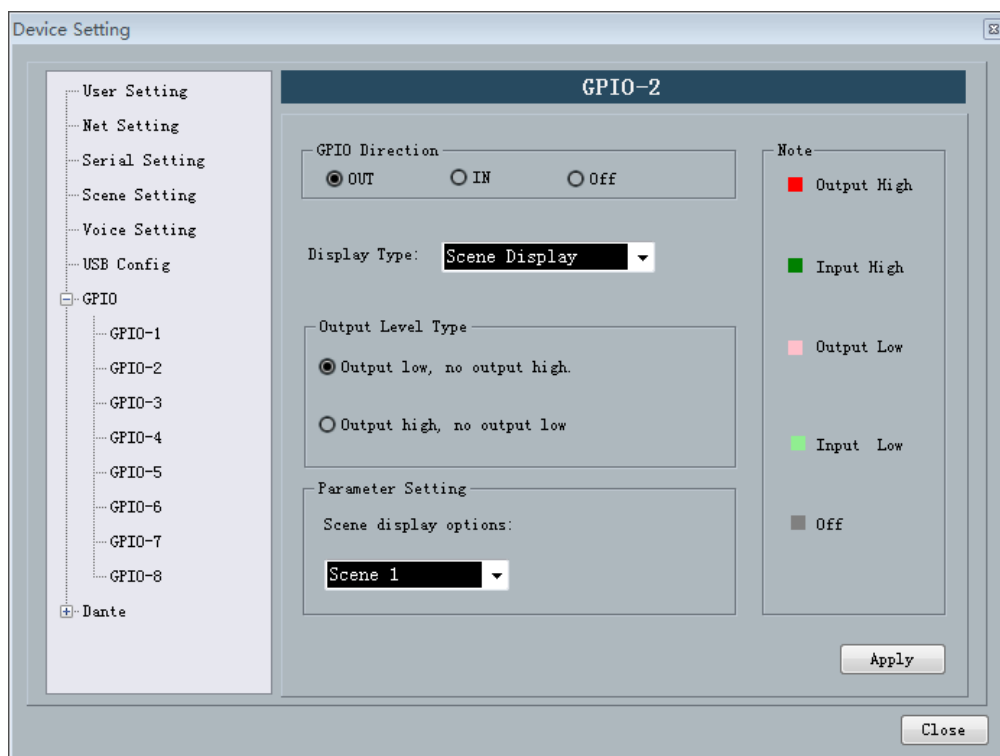 Device Setting
User Setting
Net Setting
Serial Setting
Scene Setting
Voice Setting
USB Config
GPIO
GPIO-1
GPIO-2
GPIO-3
GPIO-4
GPIO-5
GPIO-6
GPIO-7
GPIO-8
Dante
GPIO-2
GPIO Direction
OUT IN Off
Display Type: Scene Display
Output Level Type
Output low, no output high.
Output high, no output low
Parameter Setting
Scene display options:
Scene 1
Note
Output High
Input High
Output Low
Input Low
Off
Apply
Close